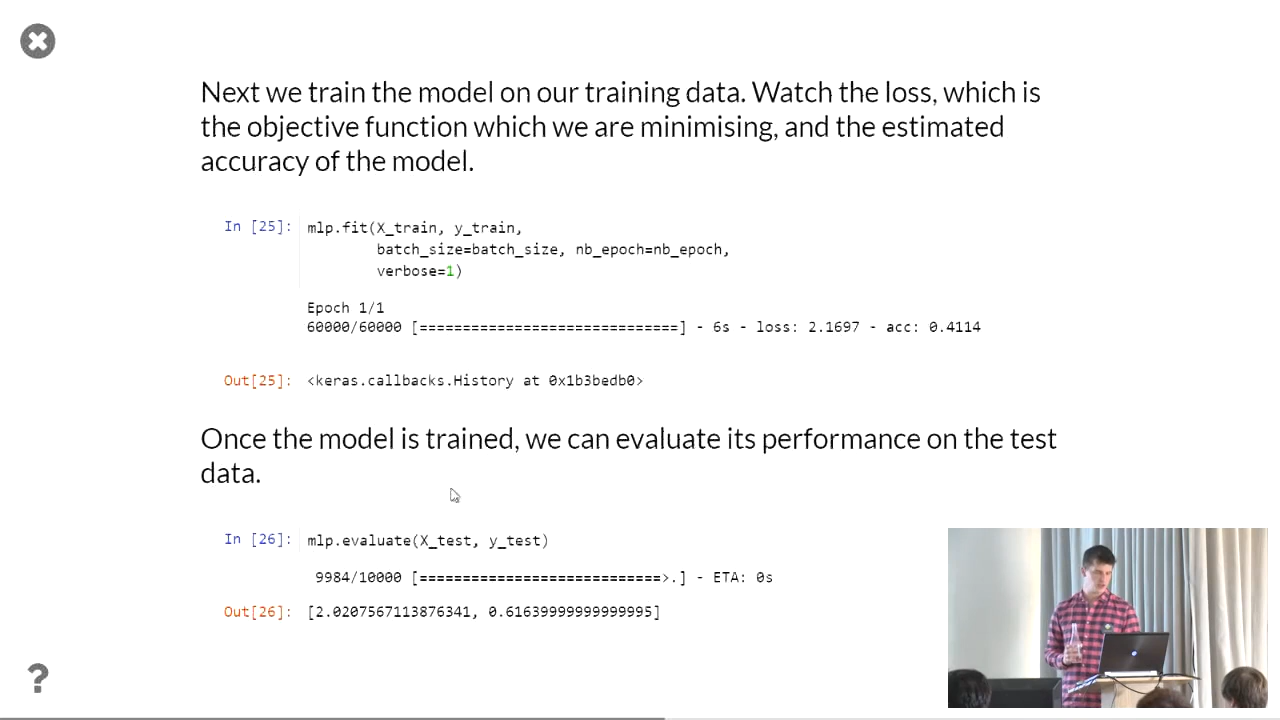 Next we train the model on our training data. Watch the loss, which is
the objective function which we are minimising, and the estimated
accuracy of the model.
In [25]: mlp.fit(X_train, y_train,
batch_size=batch_size, nb_epoch=nb_epoch,
verbose=1)
Epoch 1/1
60000/60000 [==============================] - 6s - loss: 2.1697 - acc: 0.4114
Out[25]: <keras.callbacks.History at 0x1b3bedb0>
Once the model is trained, we can evaluate its performance on the test
data.
In [26]: mlp.evaluate(X_test, y_test)
9984/10000 [============================>.] - ETA: 0s
Out[26]: [2.0207567113876341, 0.61639999999999995]
?